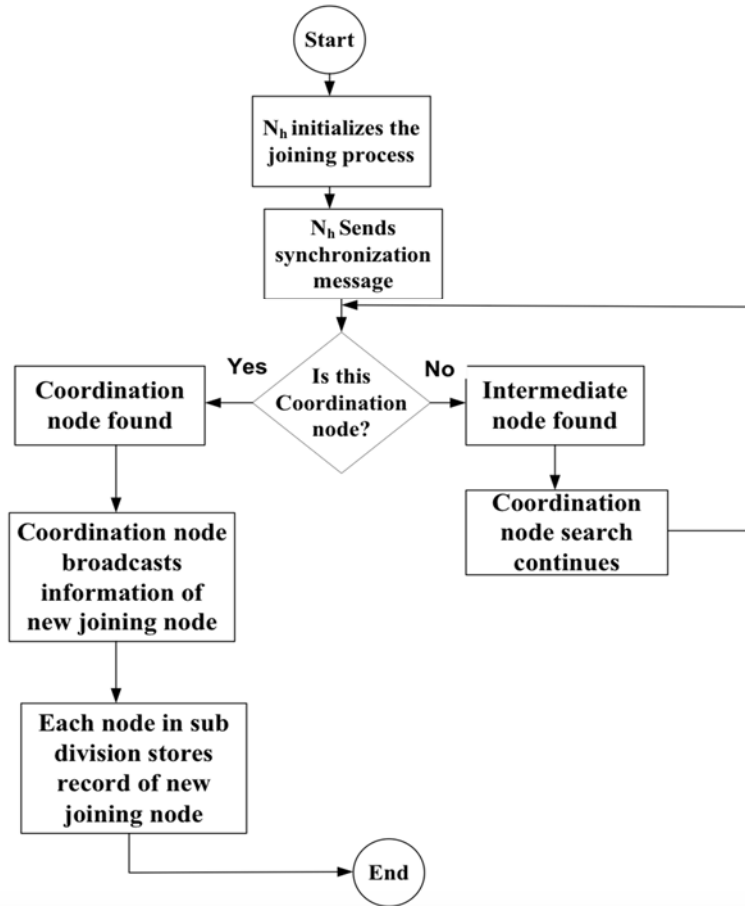 Start
Nₕ initializes the
joining process
Nₕ Sends
synchronization
message
Yes
Is this
Coordination
node?
No
Coordination
node found
Intermediate
node found
Coordination
node search
continues
Coordination node
broadcasts
information of
new joining node
Each node in sub
division stores
record of new
joining node
End